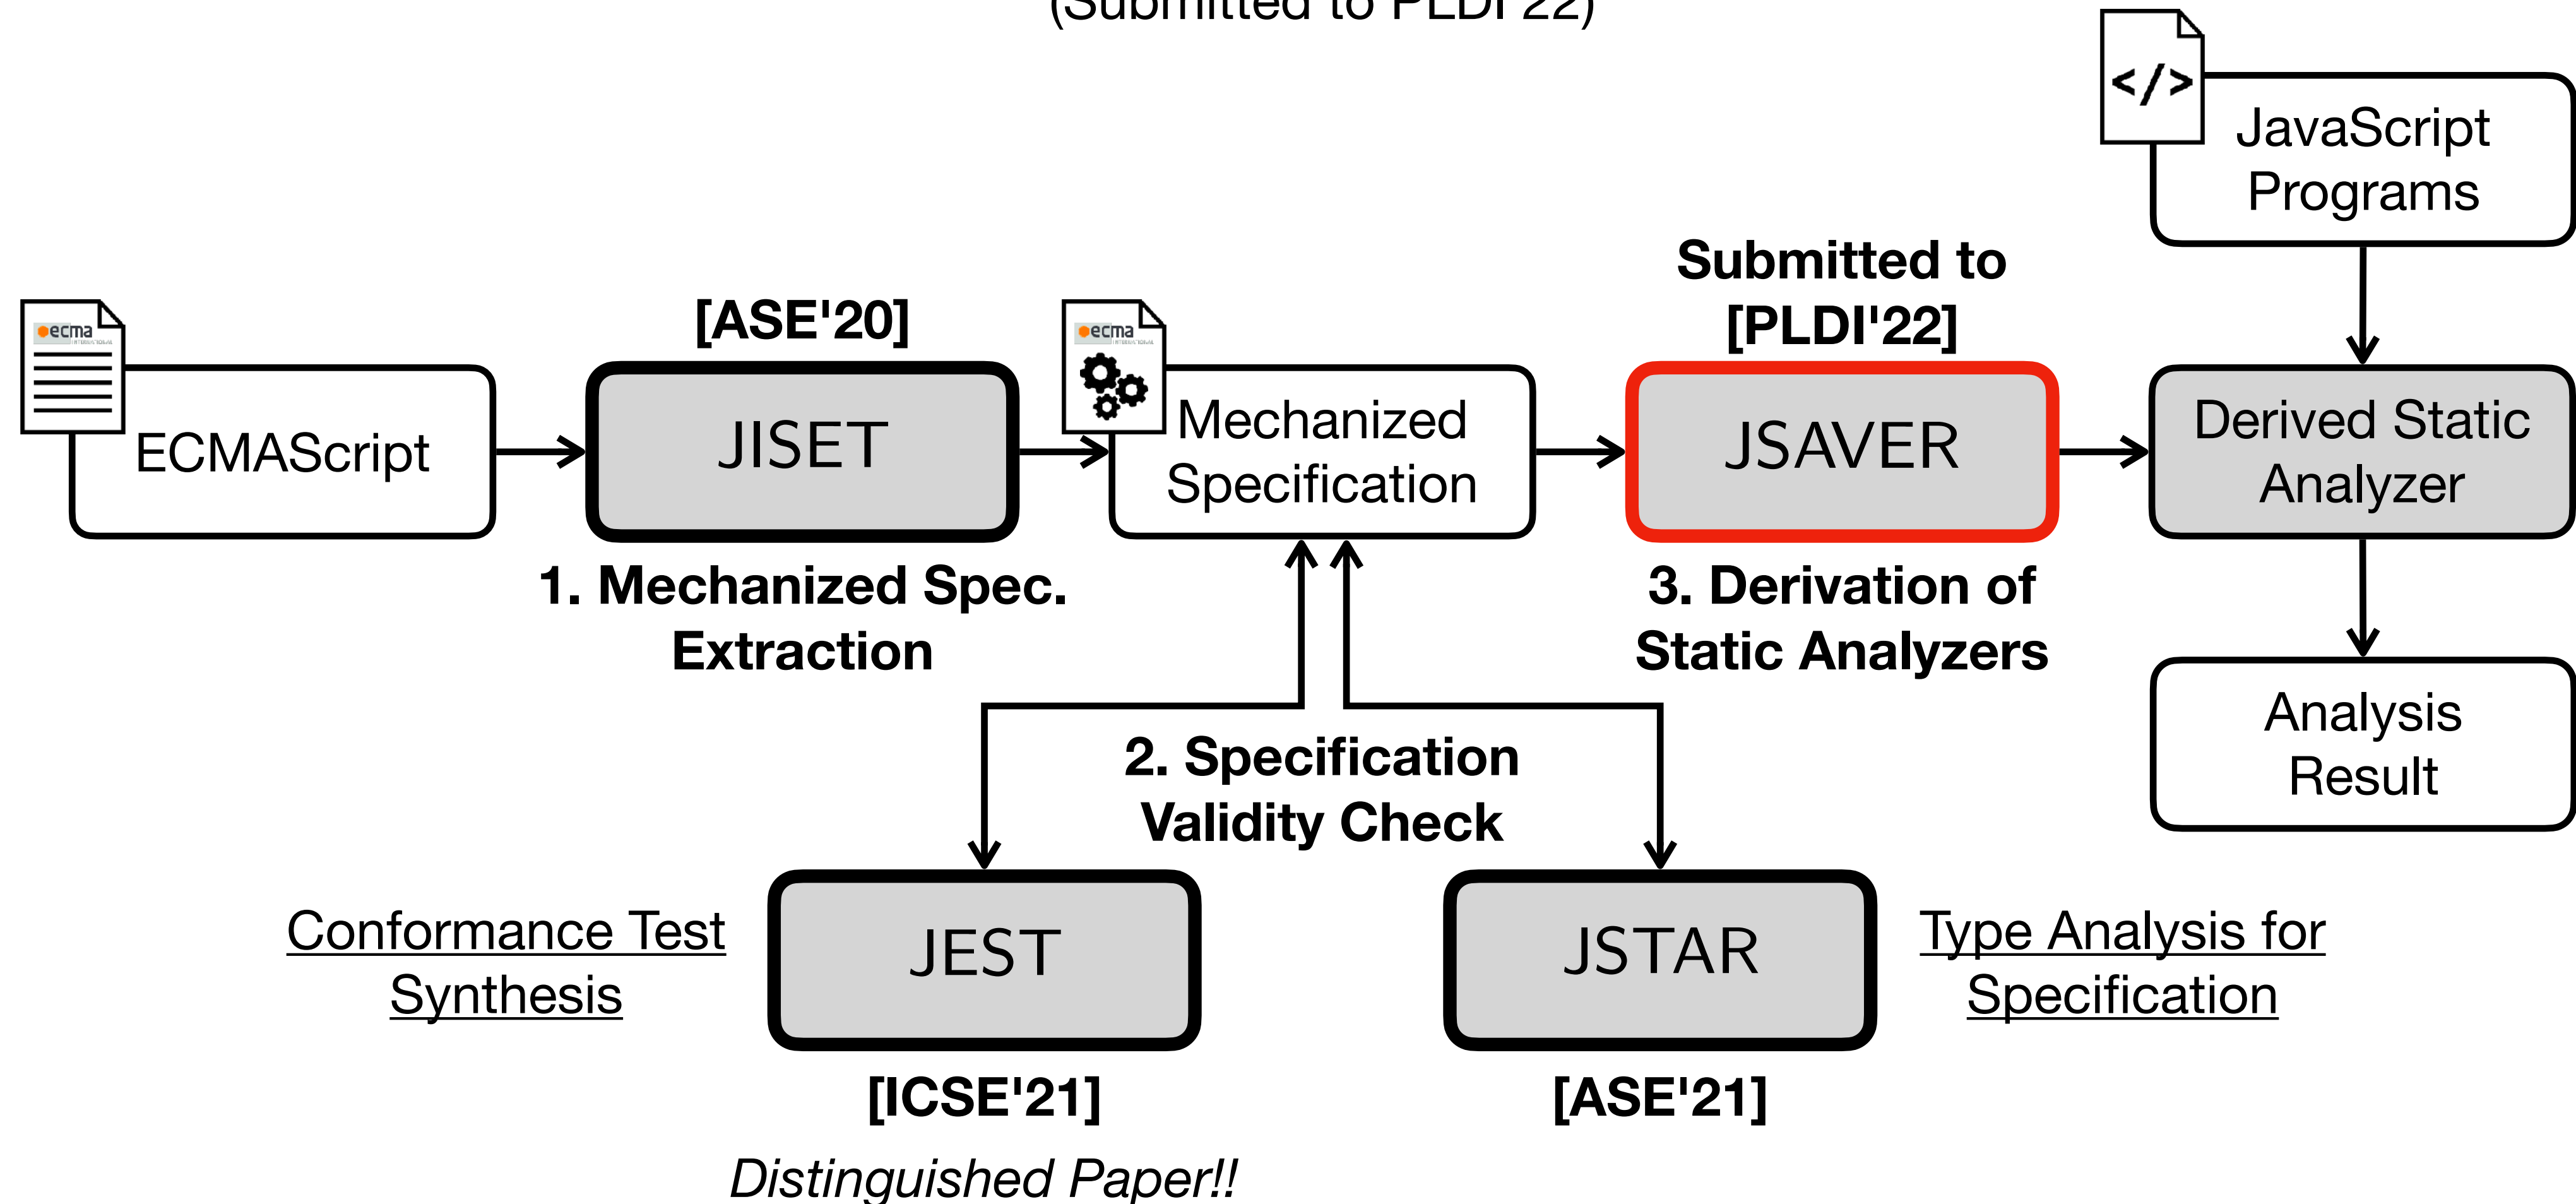 (Submitted to PLDI'22)
</>
JavaScript
Programs
Submitted to
[PLDI'22]
[ASE'20]
ecma
ecma
ECMAScript
JISET
Mechanized
Specification
JSAVER
Derived Static
Analyzer
1. Mechanized Spec.
Extraction
3. Derivation of
Static Analyzers
Analysis
Result
2. Specification
Validity Check
Conformance Test
Synthesis
JEST
JSTAR
Type Analysis for
Specification
[ICSE'21]
[ASE'21]
Distinguished Paper!!